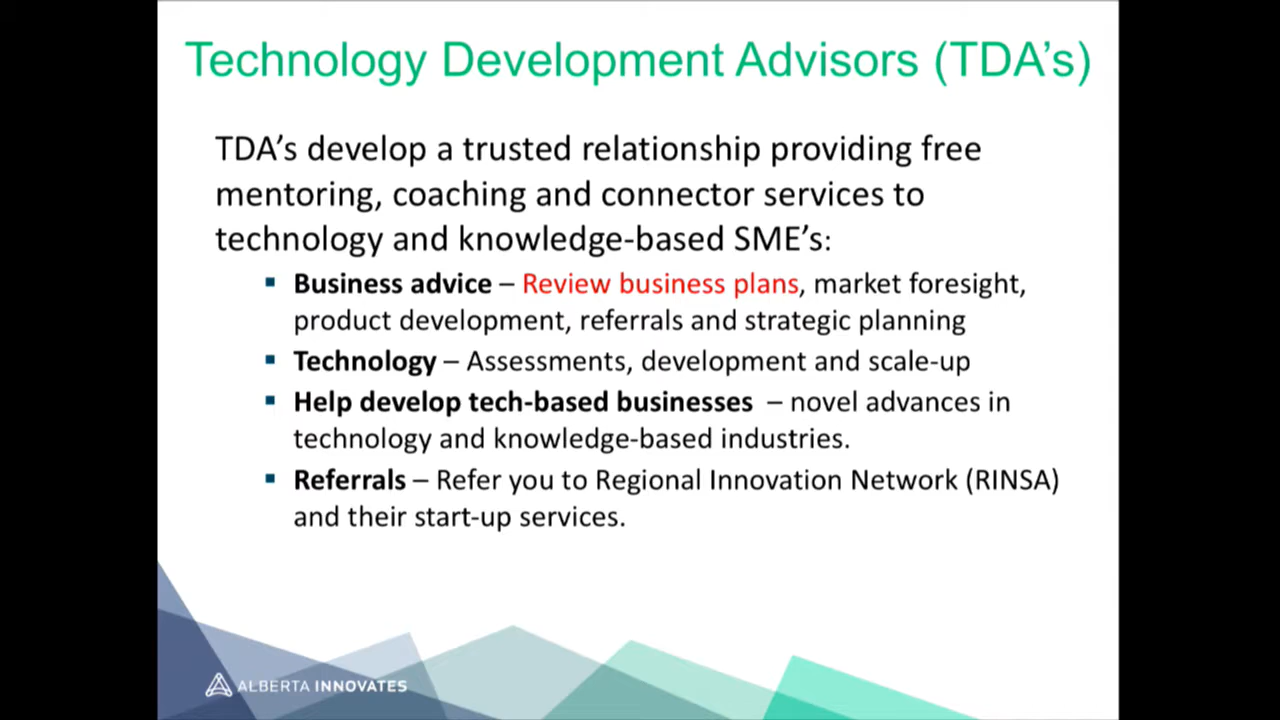 Technology Development Advisors (TDA’s)
TDA’s develop a trusted relationship providing free
mentoring, coaching and connector services to
technology and knowledge-based SME’s:
▪ Business advice – Review business plans, market foresight,
product development, referrals and strategic planning
▪ Technology – Assessments, development and scale-up
▪ Help develop tech-based businesses – novel advances in
technology and knowledge-based industries.
▪ Referrals – Refer you to Regional Innovation Network (RINSA)
and their start-up services.
ALBERTA INNOVATES